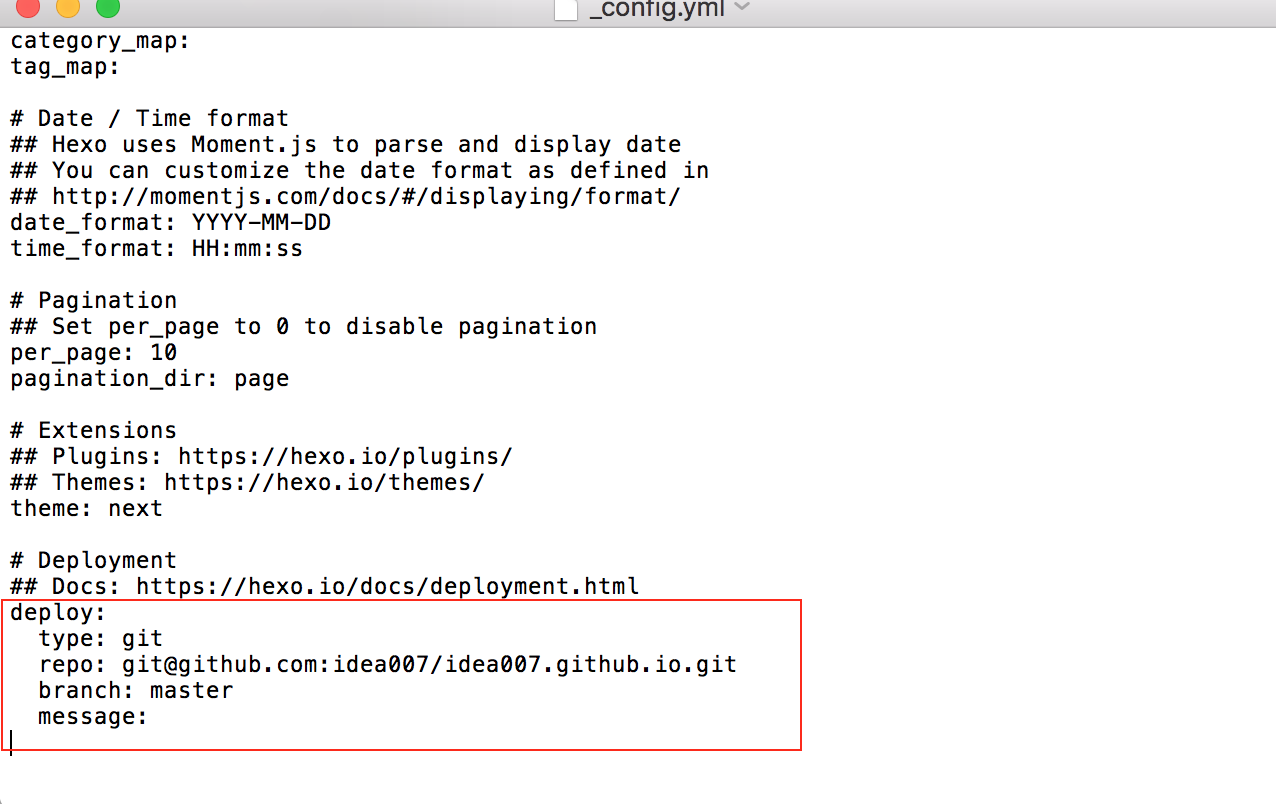 _config.yml
category_map:
tag_map:
# Date / Time format
## Hexo uses Moment.js to parse and display date
## You can customize the date format as defined in
## http://momentjs.com/docs/#/displaying/format/
date_format: YYYY-MM-DD
time_format: HH:mm:ss
# Pagination
## Set per_page to 0 to disable pagination
per_page: 10
pagination_dir: page
# Extensions
## Plugins: https://hexo.io/plugins/
## Themes: https://hexo.io/themes/
theme: next
# Deployment
## Docs: https://hexo.io/docs/deployment.html
deploy:
  type: git
  repo: git@github.com:idea007/idea007.github.io.git
  branch: master
  message: